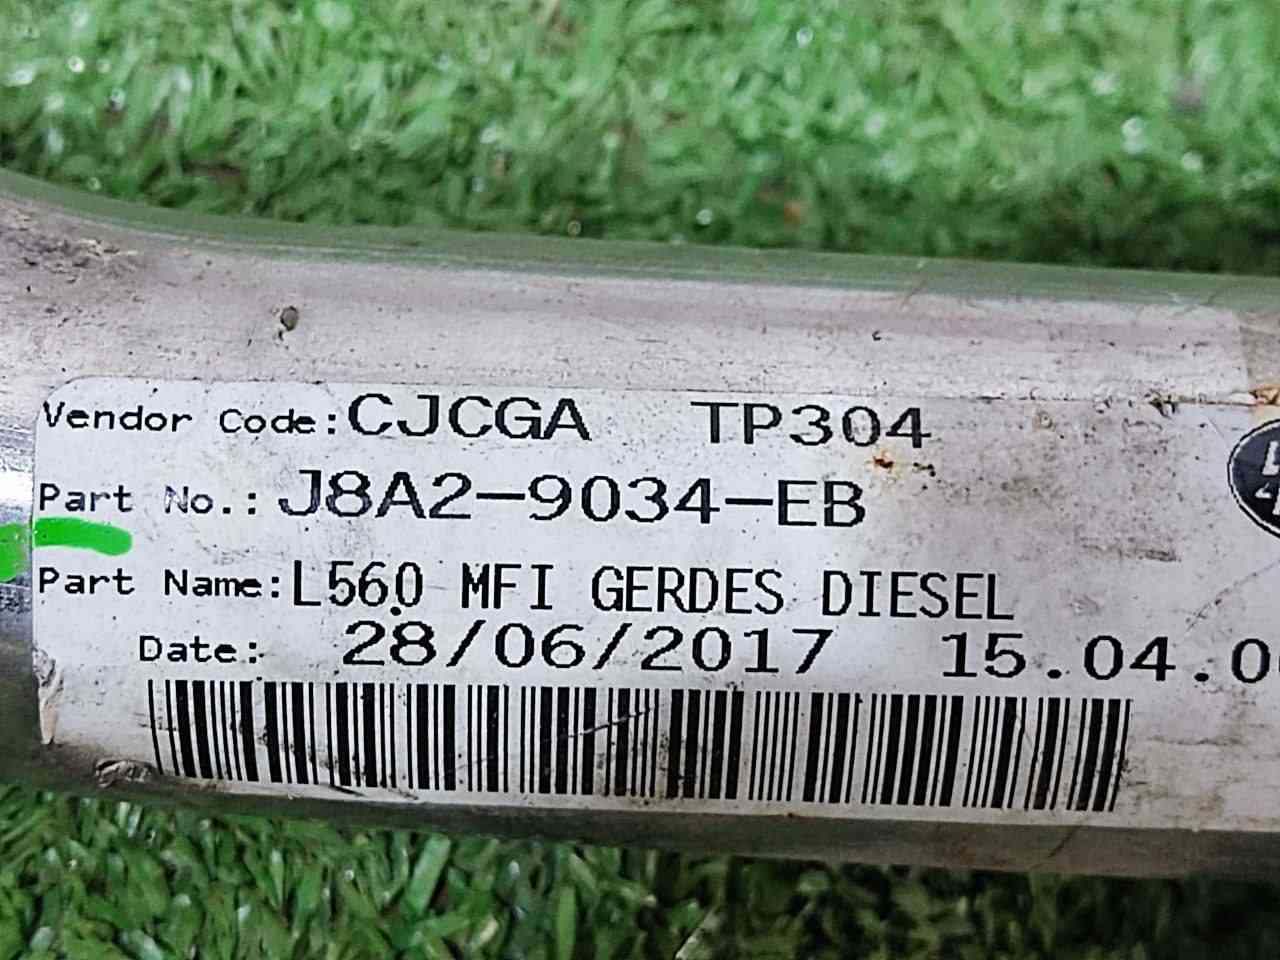 Vendor Code: CJCGA TP304
Part No.: J8A2-9034-EB
Part Name: L560 MFI GERDES DIESEL
Date: 28/06/2017 15.04.0